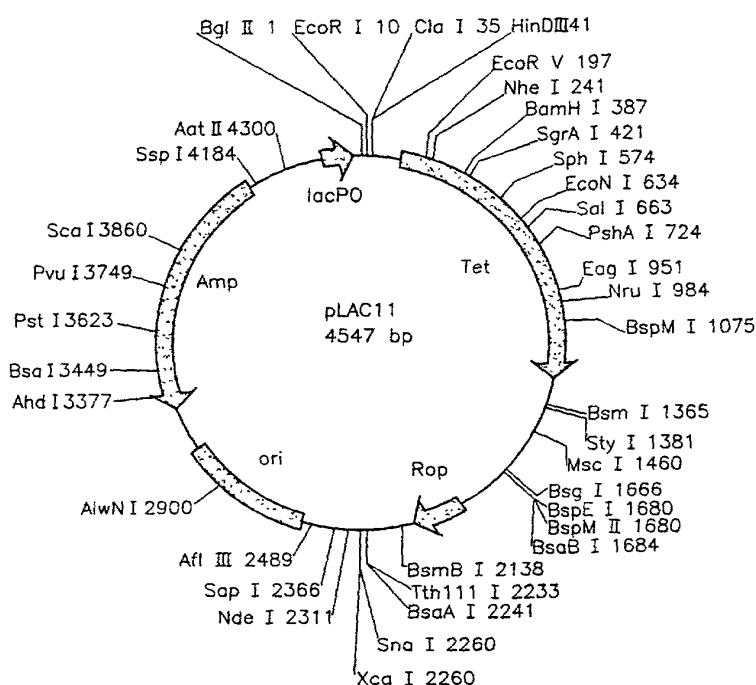 Bgl II 1
EcoR I 10
Cla I 35
HinDIII41
EcoR V 197
Nhe I 241
BamH I 387
SgrA I 421
Sph I 574
EcoN I 634
Sal I 663
PshA I 724
Eag I 951
Nru I 984
BspM I 1075
Bsm I 1365
Sty I 1381
Msc I 1460
Bsg I 1666
BspE I 1680
BspM II 1680
BsaB I 1684
BsmB I 2138
Tth111 I 2233
BsaA I 2241
Sna I 2260
Xca I 2260
Nde I 2311
Sap I 2366
Afl III 2489
AlwN I 2900
Ahd I 3377
Bsa I 3449
Pst I 3623
Pvu I 3749
Sca I 3860
Ssp I 4184
Aat II 4300
lacPO
Tet
Amp
pLAC11
4547 bp
ori
Rop